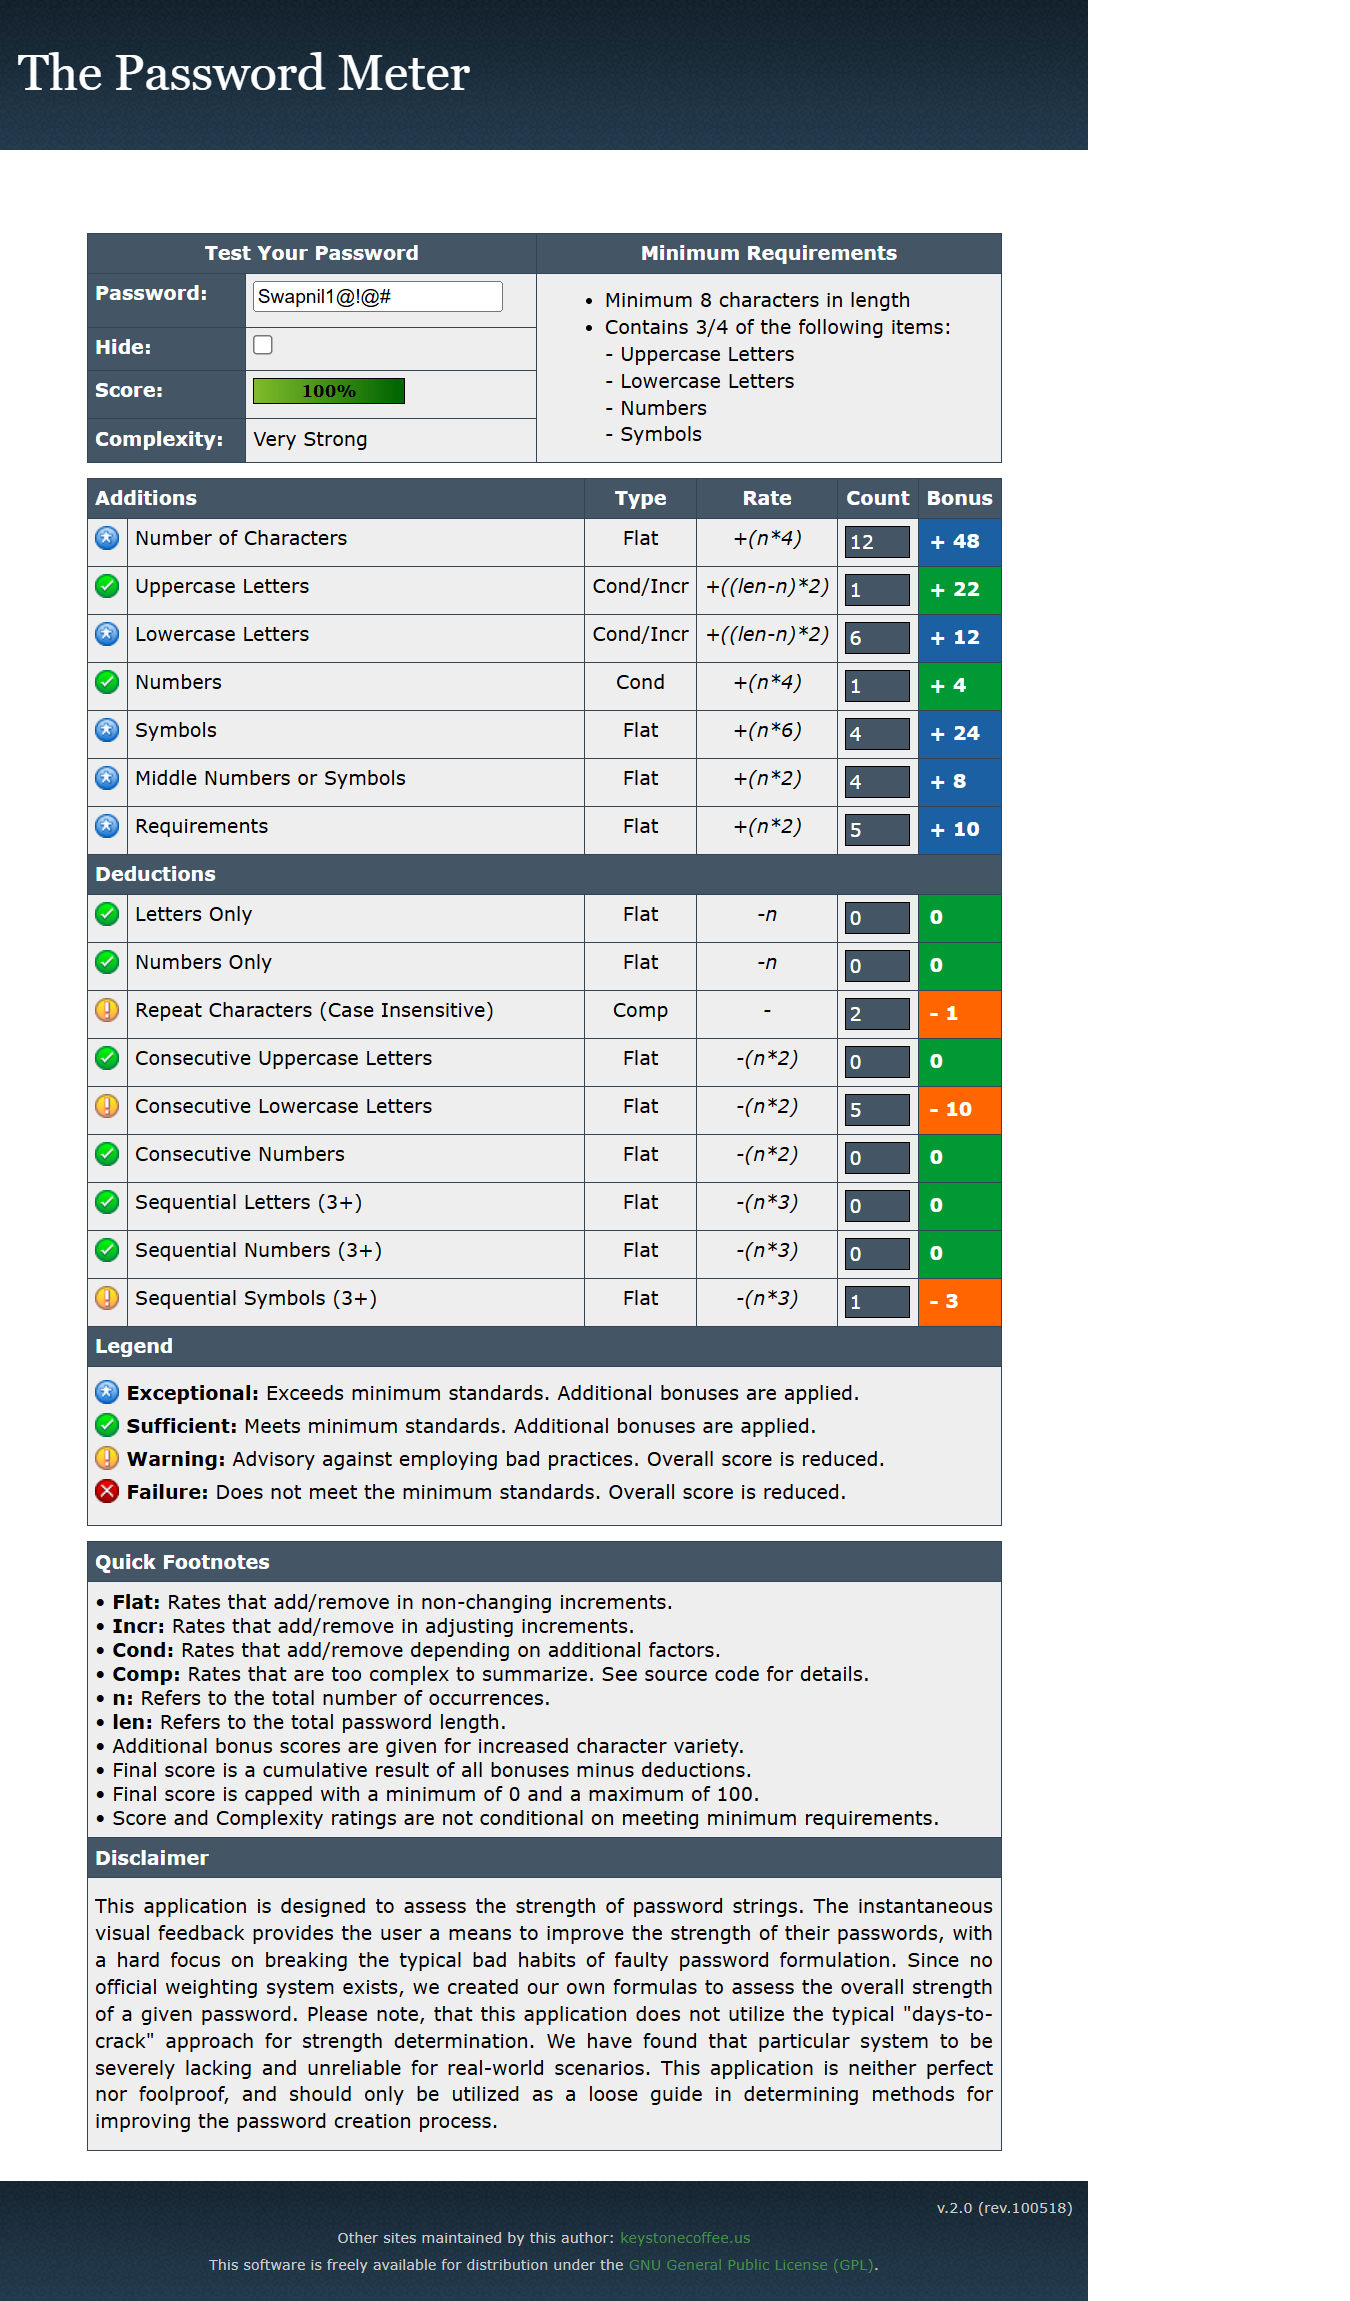 The Password Meter
Test Your Password
Minimum Requirements
Password:
Swapnil1@!@#
Hide:
Score:
100%
Complexity:
Very Strong
• Minimum 8 characters in length
• Contains 3/4 of the following items:
- Uppercase Letters
- Lowercase Letters
- Numbers
- Symbols
Additions Type Rate Count Bonus
Number of Characters Flat +(n*4) 12 + 48
Uppercase Letters Cond/Incr +((len-n)*2) 1 + 22
Lowercase Letters Cond/Incr +((len-n)*2) 6 + 12
Numbers Cond +(n*4) 1 + 4
Symbols Flat +(n*6) 4 + 24
Middle Numbers or Symbols Flat +(n*2) 4 + 8
Requirements Flat +(n*2) 5 + 10
Deductions
Letters Only Flat -n 0 0
Numbers Only Flat -n 0 0
Repeat Characters (Case Insensitive) Comp - 2 - 1
Consecutive Uppercase Letters Flat -(n*2) 0 0
Consecutive Lowercase Letters Flat -(n*2) 5 - 10
Consecutive Numbers Flat -(n*2) 0 0
Sequential Letters (3+) Flat -(n*3) 0 0
Sequential Numbers (3+) Flat -(n*3) 0 0
Sequential Symbols (3+) Flat -(n*3) 1 - 3
Legend
Exceptional: Exceeds minimum standards. Additional bonuses are applied.
Sufficient: Meets minimum standards. Additional bonuses are applied.
Warning: Advisory against employing bad practices. Overall score is reduced.
Failure: Does not meet the minimum standards. Overall score is reduced.
Quick Footnotes
• Flat: Rates that add/remove in non-changing increments.
• Incr: Rates that add/remove in adjusting increments.
• Cond: Rates that add/remove depending on additional factors.
• Comp: Rates that are too complex to summarize. See source code for details.
• n: Refers to the total number of occurrences.
• len: Refers to the total password length.
• Additional bonus scores are given for increased character variety.
• Final score is a cumulative result of all bonuses minus deductions.
• Final score is capped with a minimum of 0 and a maximum of 100.
• Score and Complexity ratings are not conditional on meeting minimum requirements.
Disclaimer
This application is designed to assess the strength of password strings. The instantaneous
visual feedback provides the user a means to improve the strength of their passwords, with
a hard focus on breaking the typical bad habits of faulty password formulation. Since no
official weighting system exists, we created our own formulas to assess the overall strength
of a given password. Please note, that this application does not utilize the typical "days-to-
crack" approach for strength determination. We have found that particular system to be
severely lacking and unreliable for real-world scenarios. This application is neither perfect
nor foolproof, and should only be utilized as a loose guide in determining methods for
improving the password creation process.
v.2.0 (rev.100518)
Other sites maintained by this author: keystonecoffee.us
This software is freely available for distribution under the GNU General Public License (GPL).